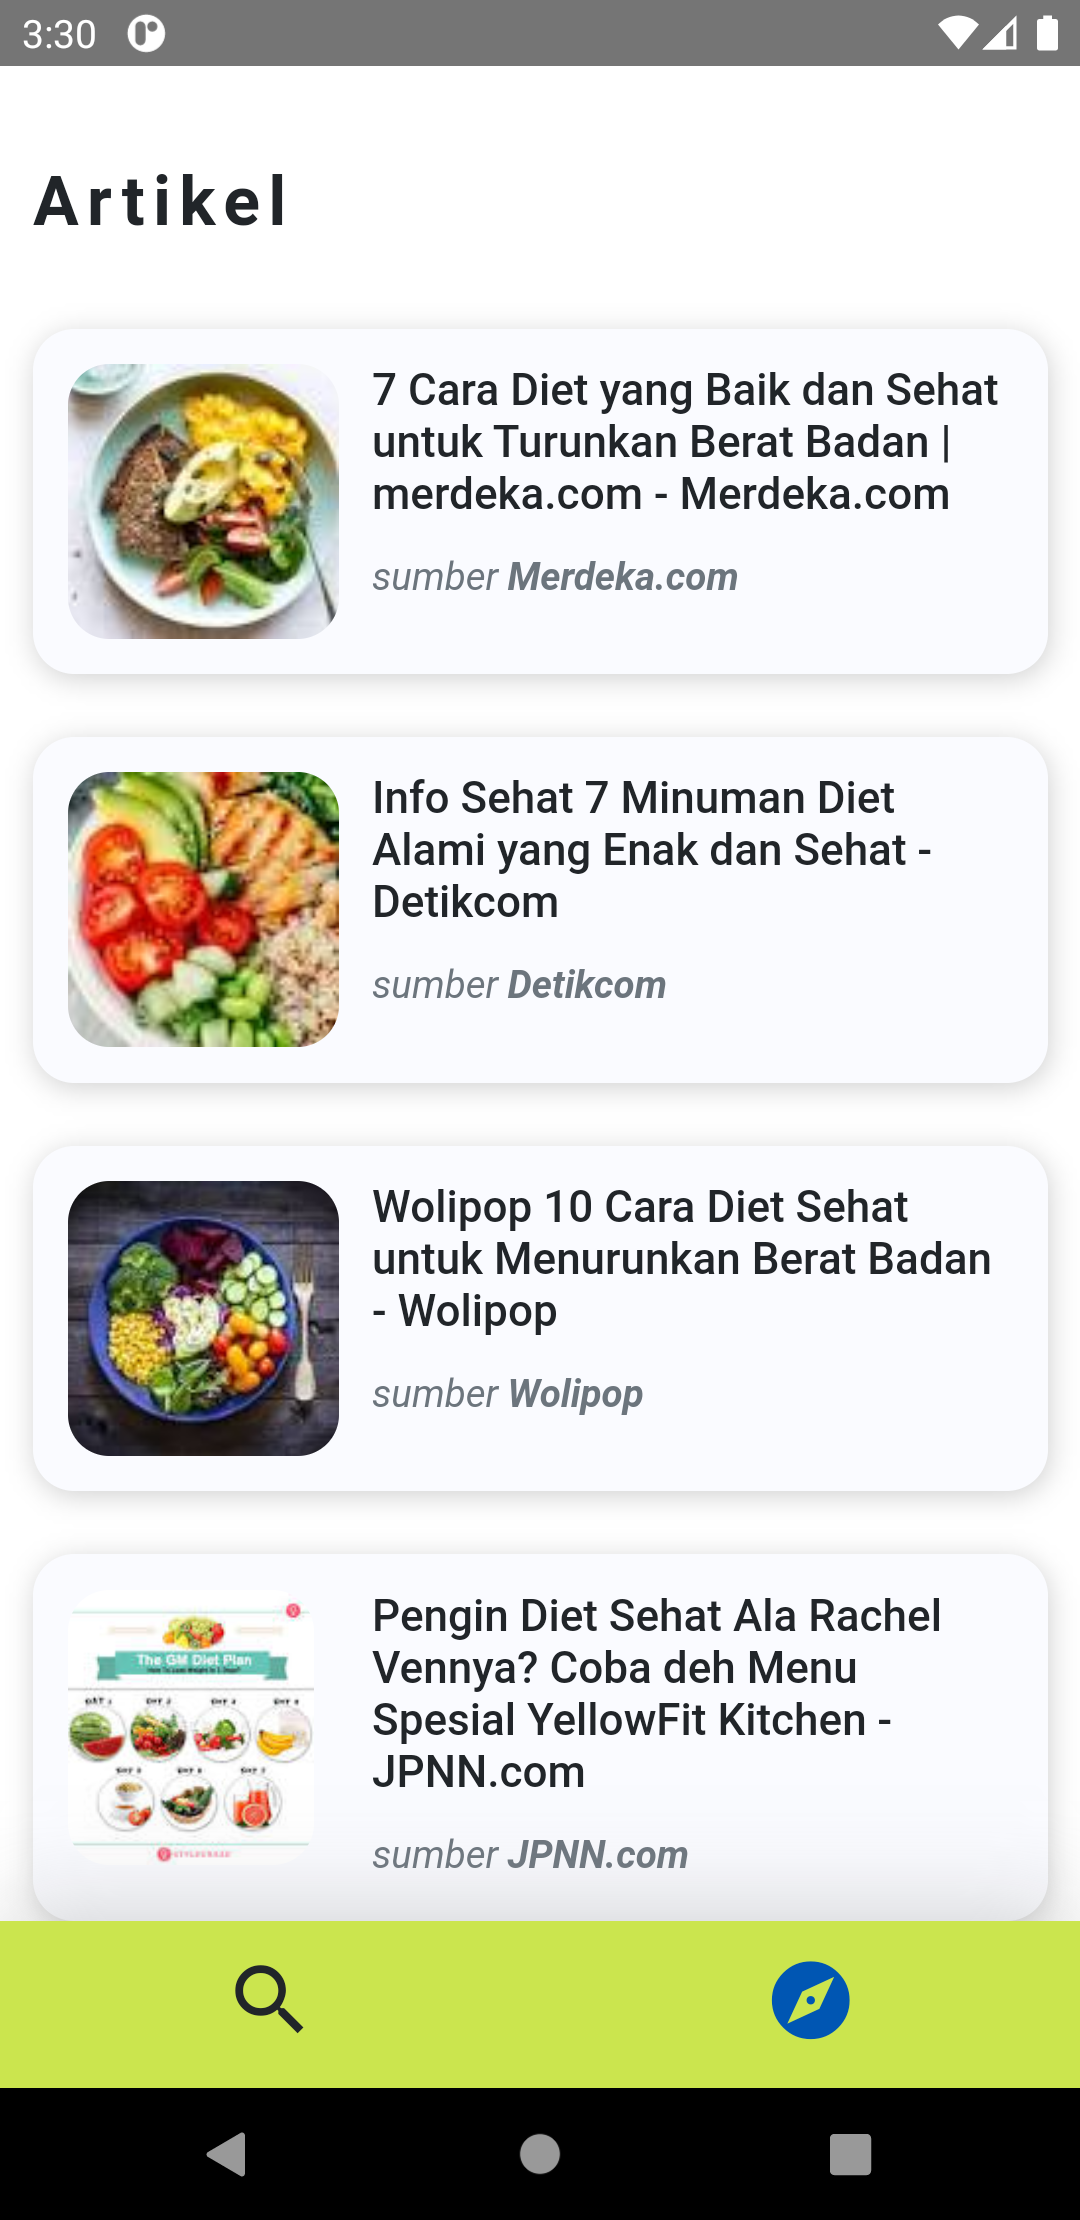 3:30
Artikel
7 Cara Diet yang Baik dan Sehat
untuk Turunkan Berat Badan |
merdeka.com - Merdeka.com
sumber Merdeka.com
Info Sehat 7 Minuman Diet
Alami yang Enak dan Sehat -
Detikcom
sumber Detikcom
Wolipop 10 Cara Diet Sehat
untuk Menurunkan Berat Badan
- Wolipop
sumber Wolipop
The GM Diet Plan
Pengin Diet Sehat Ala Rachel
Vennya? Coba deh Menu
Spesial YellowFit Kitchen -
JPNN.com
sumber JPNN.com